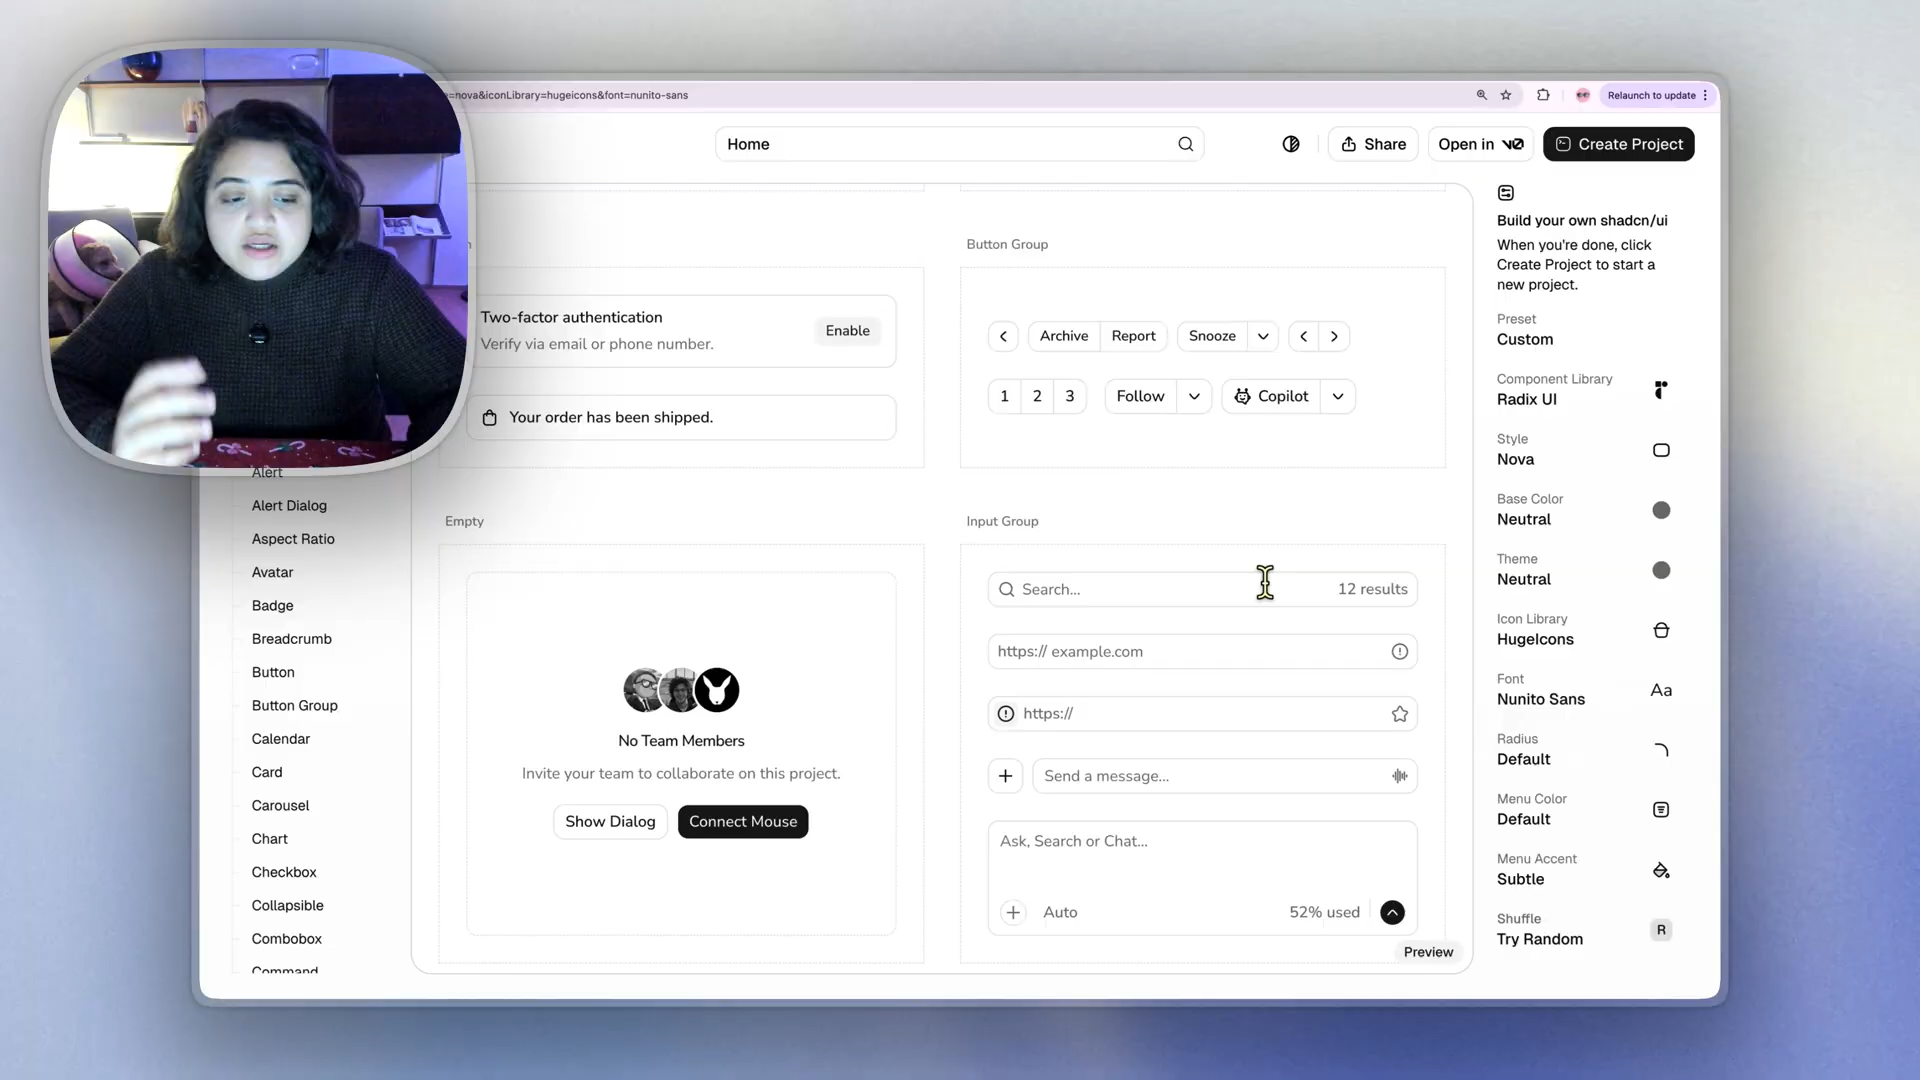 =nova&iconLibrary=hugeicons&font=nunito-sans
Relaunch to update
Home
Share
Open in v0
Create Project
Build your own shadcn/ui
When you're done, click
Create Project to start a
new project.
Preset
Custom
Component Library
Radix UI
Style
Nova
Base Color
Neutral
Theme
Neutral
Icon Library
HugeIcons
Font
Nunito Sans
Aa
Radius
Default
Menu Color
Default
Menu Accent
Subtle
Shuffle
Try Random
R
Alert
Alert Dialog
Aspect Ratio
Avatar
Badge
Breadcrumb
Button
Button Group
Calendar
Card
Carousel
Chart
Checkbox
Collapsible
Combobox
Command
Two-factor authentication
Verify via email or phone number.
Enable
Your order has been shipped.
Button Group
Archive
Report
Snooze
1
2
3
Follow
Copilot
Empty
No Team Members
Invite your team to collaborate on this project.
Show Dialog
Connect Mouse
Input Group
Search...
12 results
https:// example.com
https://
Send a message...
Ask, Search or Chat...
Auto
52% used
Preview